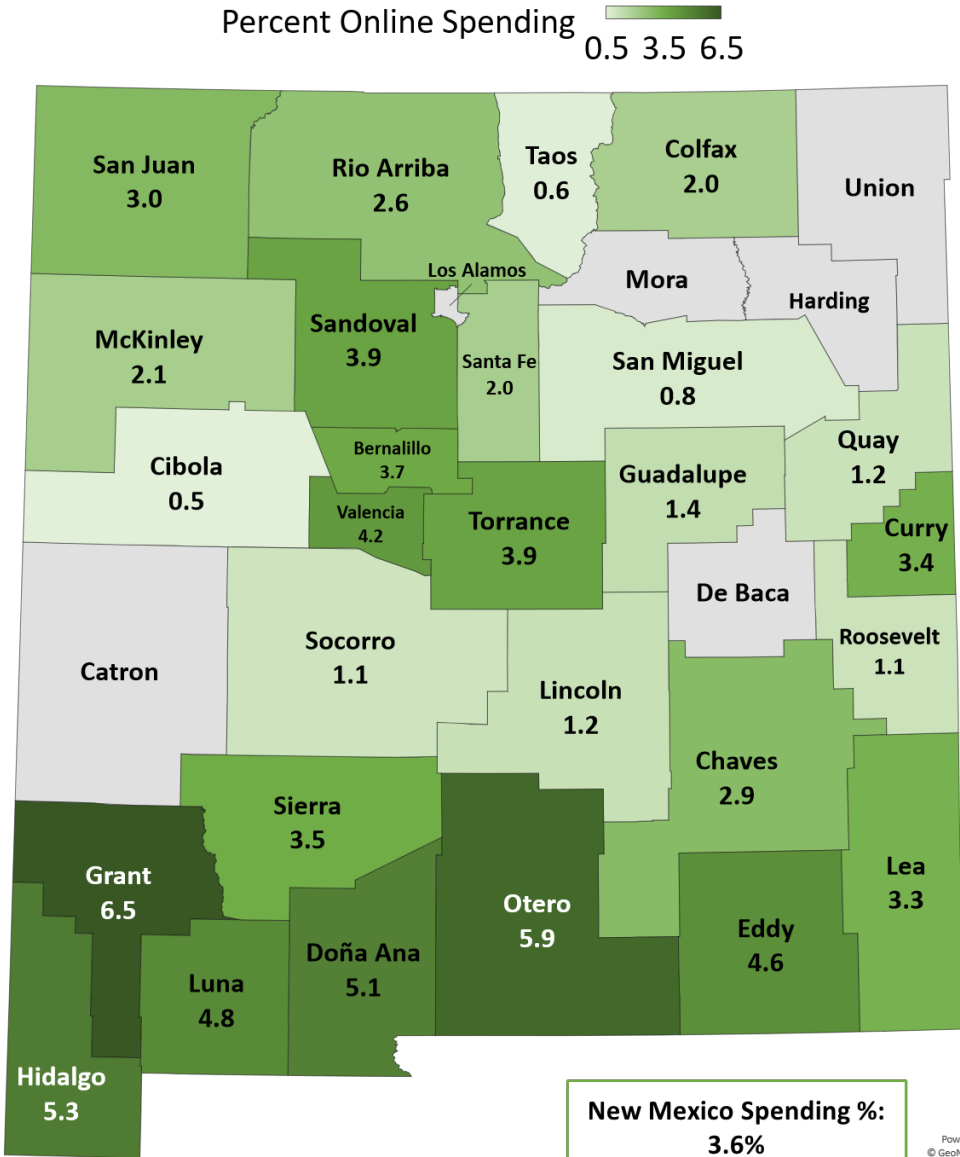 Percent Online Spending
0.5 3.5 6.5
San Juan
3.0
Rio Arriba
2.6
Taos
0.6
Colfax
2.0
Union
Los Alamos
Mora
Harding
McKinley
2.1
Sandoval
3.9
Santa Fe
2.0
San Miguel
0.8
Cibola
0.5
Bernalillo
3.7
Valencia
4.2
Torrance
3.9
Guadalupe
1.4
Quay
1.2
Curry
3.4
De Baca
Catron
Socorro
1.1
Lincoln
1.2
Roosevelt
1.1
Chaves
2.9
Sierra
3.5
Grant
6.5
Otero
5.9
Lea
3.3
Eddy
4.6
Doña Ana
5.1
Luna
4.8
Hidalgo
5.3
New Mexico Spending %:
3.6%
Pow
© GeoN